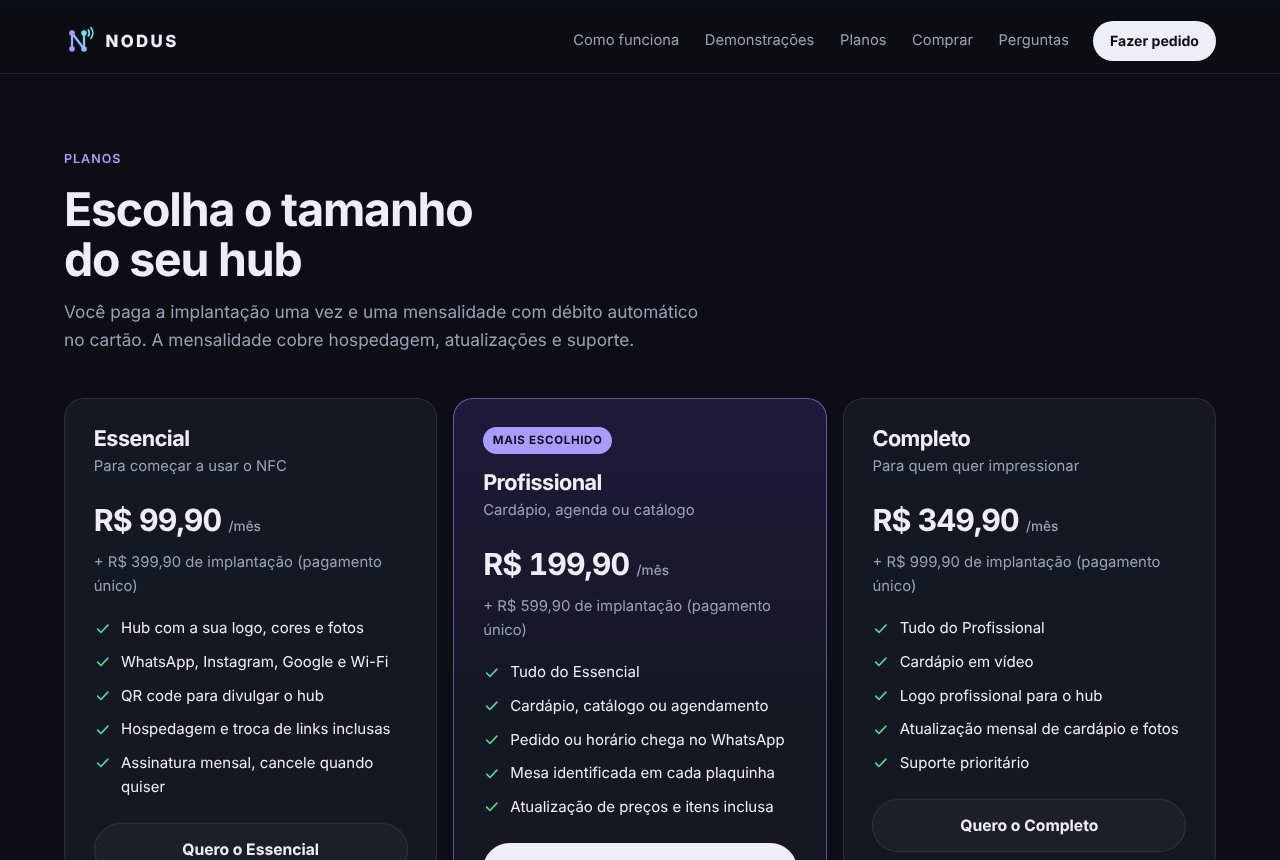 NODUS
Como funciona
Demonstrações
Planos
Comprar
Perguntas
Fazer pedido
PLANOS
Escolha o tamanho
do seu hub
Você paga a implantação uma vez e uma mensalidade com débito automático
no cartão. A mensalidade cobre hospedagem, atualizações e suporte.
Essencial
Para começar a usar o NFC
R$ 99,90 /mês
+ R$ 399,90 de implantação (pagamento
único)
Hub com a sua logo, cores e fotos
WhatsApp, Instagram, Google e Wi-Fi
QR code para divulgar o hub
Hospedagem e troca de links inclusas
Assinatura mensal, cancele quando
quiser
Quero o Essencial
MAIS ESCOLHIDO
Profissional
Cardápio, agenda ou catálogo
R$ 199,90 /mês
+ R$ 599,90 de implantação (pagamento
único)
Tudo do Essencial
Cardápio, catálogo ou agendamento
Pedido ou horário chega no WhatsApp
Mesa identificada em cada plaquinha
Atualização de preços e itens inclusa
Completo
Para quem quer impressionar
R$ 349,90 /mês
+ R$ 999,90 de implantação (pagamento
único)
Tudo do Profissional
Cardápio em vídeo
Logo profissional para o hub
Atualização mensal de cardápio e fotos
Suporte prioritário
Quero o Completo